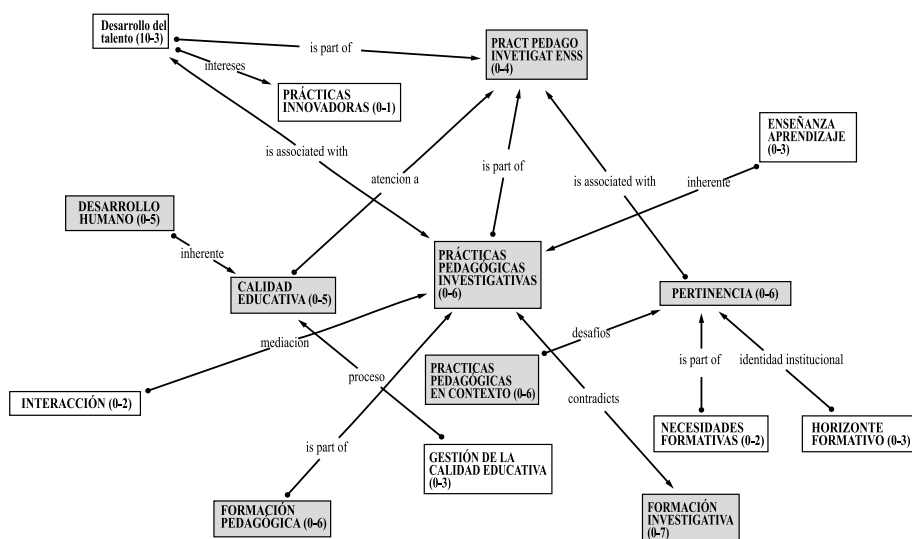 Desarrollo del
talento (10-3)
is part of
PRACT PEDAGO
INVETIGAT ENSS
(0-4)
intereses
PRÁCTICAS
INNOVADORAS (0-1)
ENSEÑANZA
APRENDIZAJE
(0-3)
is associated with
is part of
atencion a
is associated with
inherente
DESARROLLO
HUMANO (0-5)
inherente
PRÁCTICAS
PEDAGÓGICAS
INVESTIGATIVAS
(0-6)
CALIDAD
EDUCATIVA (0-5)
PERTINENCIA (0-6)
mediación
desafíos
PRACTICAS
PEDAGÓGICAS
EN CONTEXTO (0-6)
is part of
identidad institucional
proceso
contradicts
INTERACCIÓN (0-2)
NECESIDADES
FORMATIVAS (0-2)
HORIZONTE
FORMATIVO (0-3)
is part of
GESTIÓN DE LA
CALIDAD EDUCATIVA
(0-3)
FORMACIÓN
PEDAGÓGICA (0-6)
FORMACIÓN
INVESTIGATIVA
(0-7)